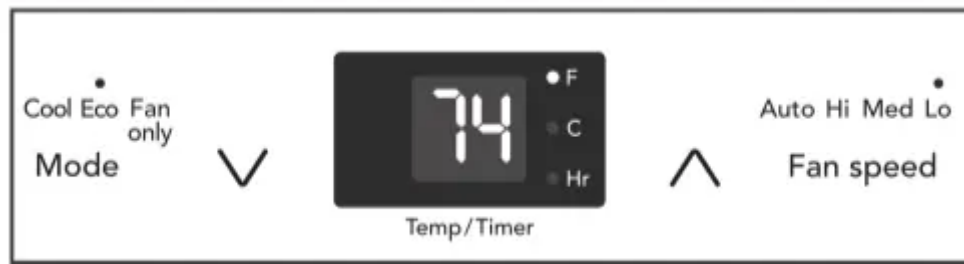 Cool Eco Fan only
Mode
74
F
C
Hr
Temp/Timer
Auto Hi Med Lo
Fan speed